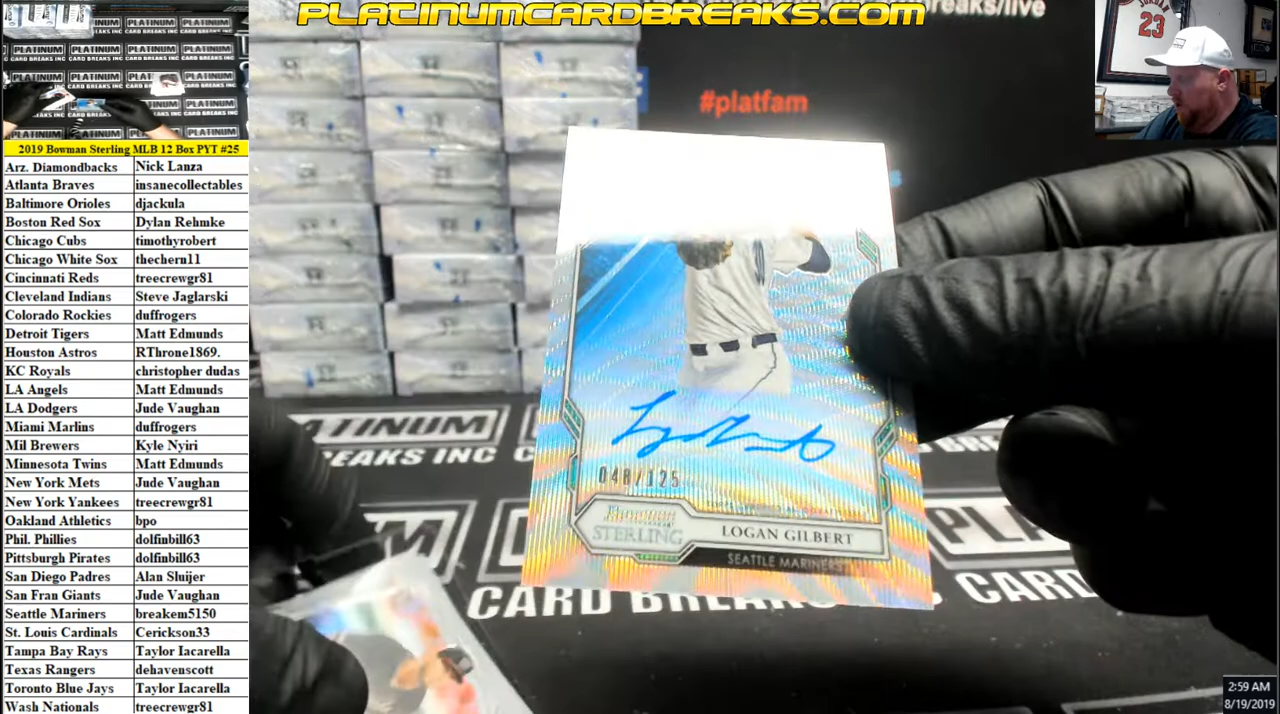 PLATINUMCARDBREAKS.COM
reaks/live
#platfam
23
PLATINUM
CARD BREAKS INC
2019 Bowman Sterling MLB 12 Box PYT #25
Arz. Diamondbacks Nick Lanza
Atlanta Braves insanecollectables
Baltimore Orioles djackula
Boston Red Sox Dylan Rehmke
Chicago Cubs timothyrobert
Chicago White Sox thechern11
Cincinnati Reds treecrewgr81
Cleveland Indians Steve Jaglarski
Colorado Rockies duffrogers
Detroit Tigers Matt Edmunds
Houston Astros RThrone1869.
KC Royals christopher dudas
LA Angels Matt Edmunds
LA Dodgers Jude Vaughan
Miami Marlins duffrogers
Mil Brewers Kyle Nyiri
Minnesota Twins Matt Edmunds
New York Mets Jude Vaughan
New York Yankees treecrewgr81
Oakland Athletics bpo
Phil. Phillies dolfinbill63
Pittsburgh Pirates dolfinbill63
San Diego Padres Alan Sluijer
San Fran Giants Jude Vaughan
Seattle Mariners breakem5150
St. Louis Cardinals Cerickson33
Tampa Bay Rays Taylor Iacarella
Texas Rangers dehavenscott
Toronto Blue Jays Taylor Iacarella
Wash Nationals treecrewgr81
048/125
Bowman
STERLING
LOGAN GILBERT
SEATTLE MARINERS
2:59 AM
8/19/2019